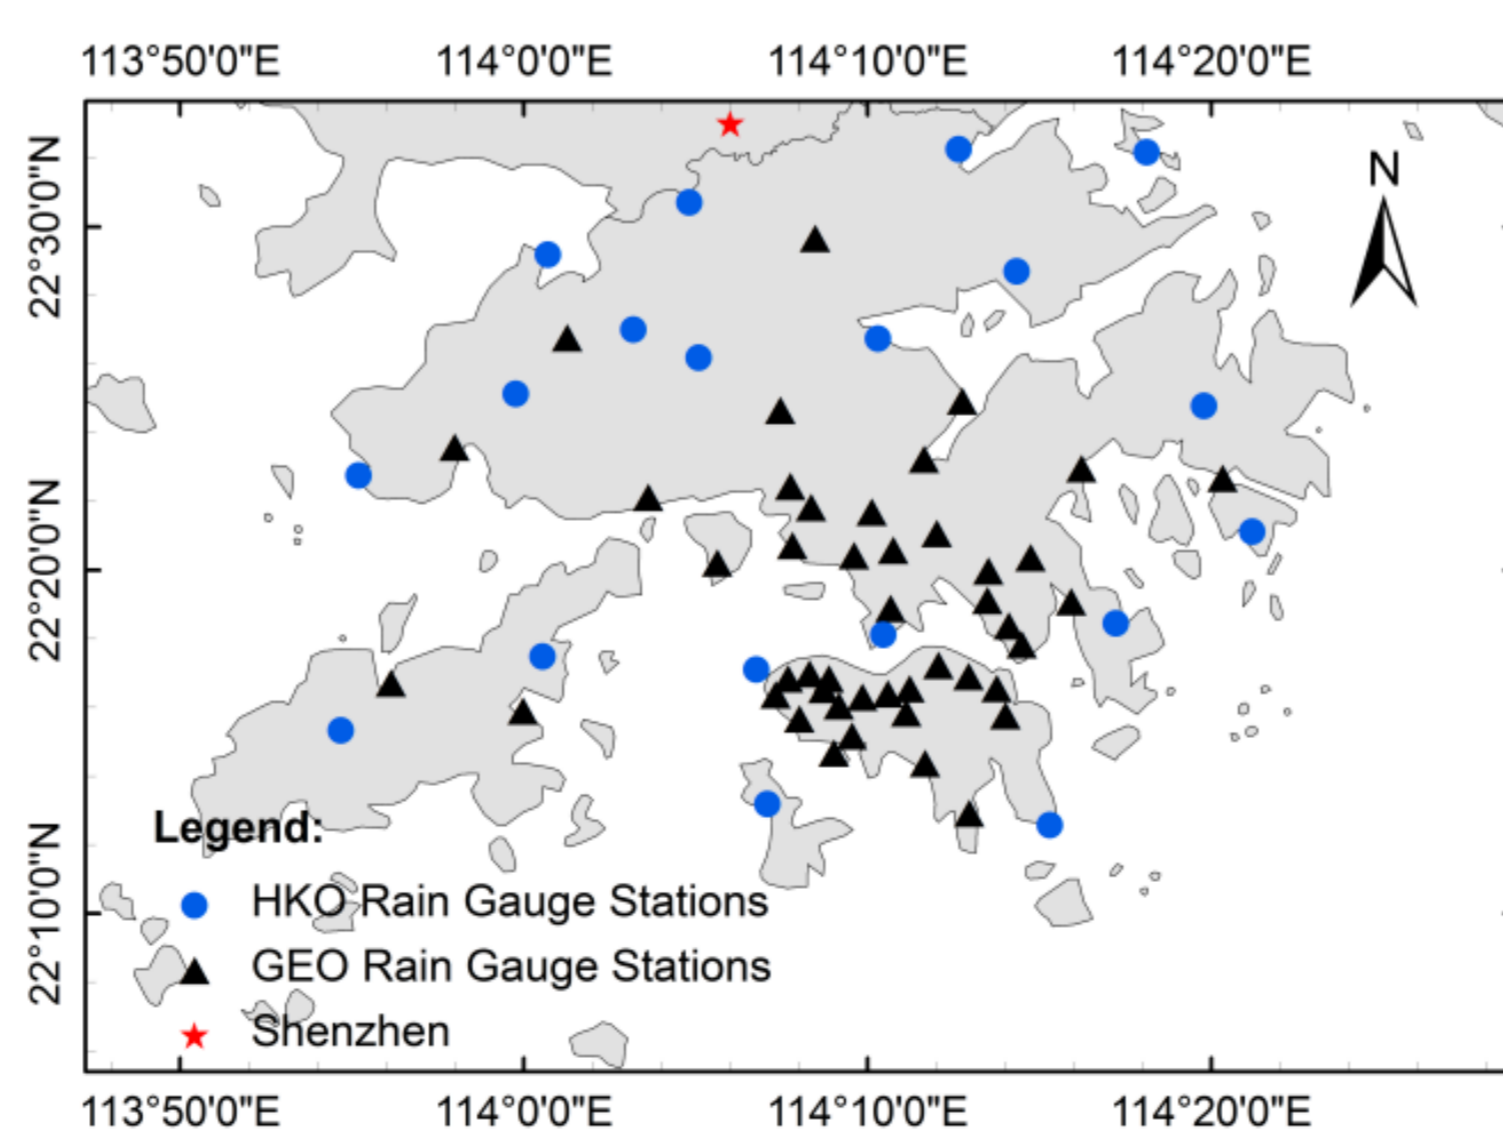 113°50'0"E 114°0'0"E 114°10'0"E 114°20'0"E
22°30'0"N
22°20'0"N
22°10'0"N
N
Legend:
HKO Rain Gauge Stations
GEO Rain Gauge Stations
Shenzhen
113°50'0"E 114°0'0"E 114°10'0"E 114°20'0"E